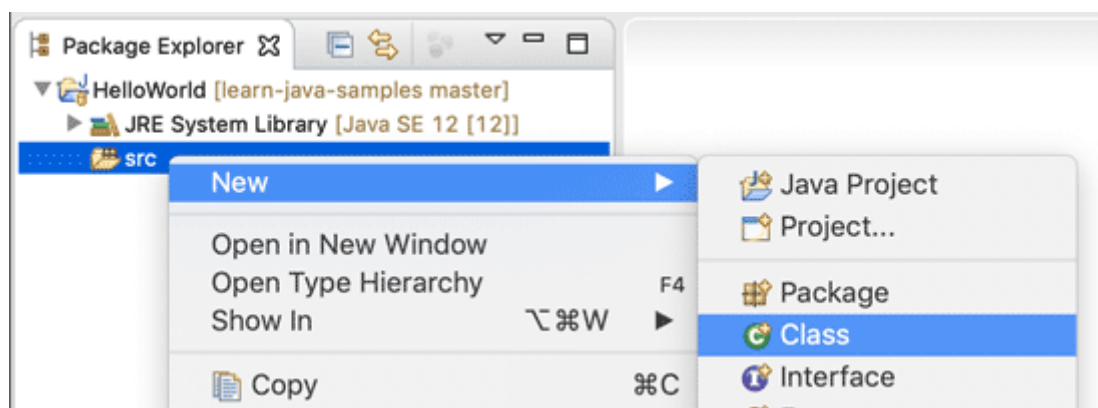 Package Explorer
HelloWorld [learn-java-samples master]
JRE System Library [Java SE 12 [12]]
src
New
Open in New Window
Open Type Hierarchy F4
Show In ⌥⌘W
Copy ⌘C
Java Project
Project...
Package
Class
Interface